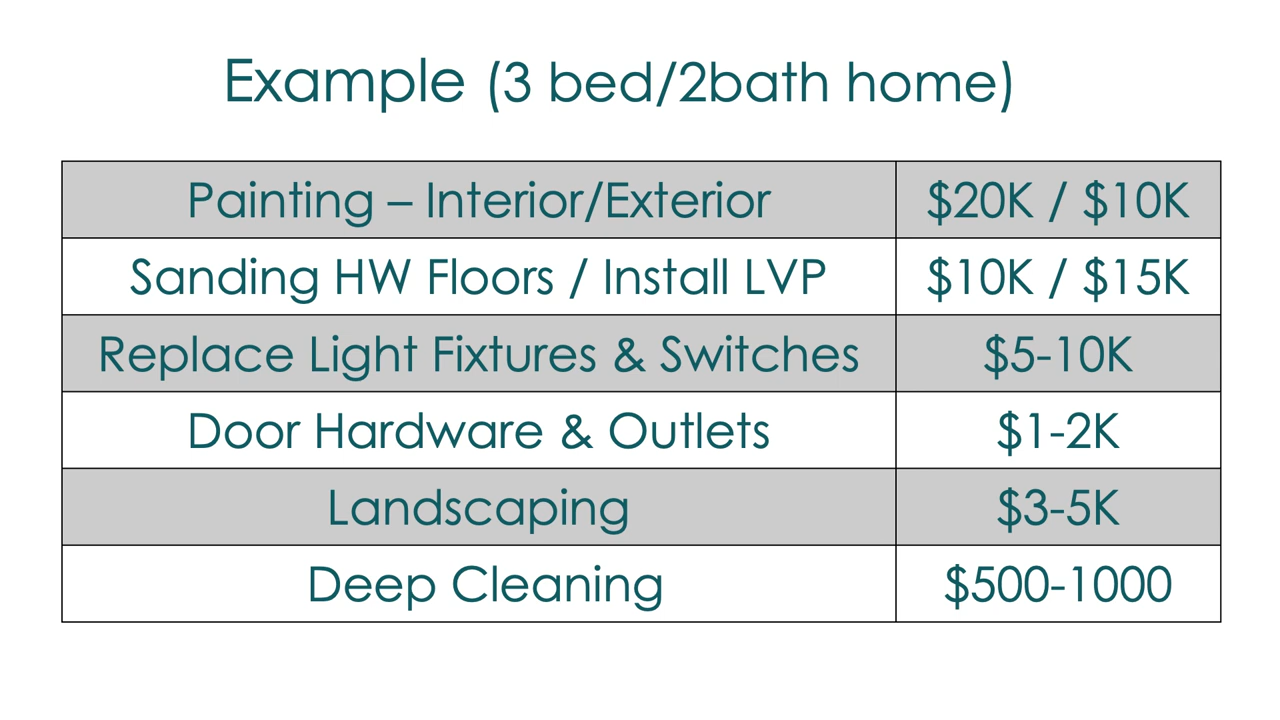 Example (3 bed/2bath home)
Painting – Interior/Exterior $20K / $10K
Sanding HW Floors / Install LVP $10K / $15K
Replace Light Fixtures & Switches $5-10K
Door Hardware & Outlets $1-2K
Landscaping $3-5K
Deep Cleaning $500-1000